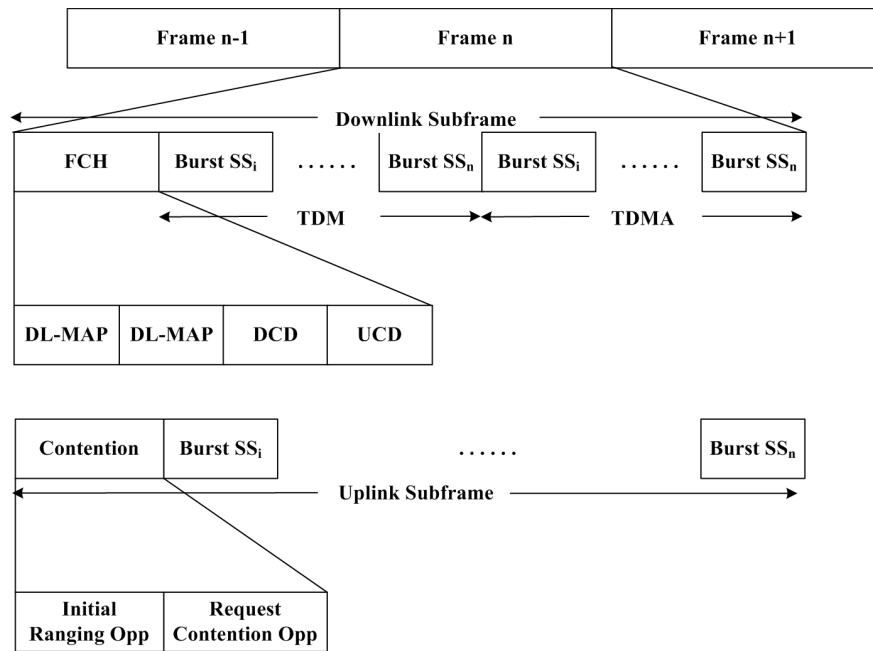 Frame n-1 Frame n Frame n+1
Downlink Subframe
FCH Burst SSi ...... Burst SSn Burst SSi ...... Burst SSn
TDM TDMA
DL-MAP DL-MAP DCD UCD
Contention Burst SSi ...... Burst SSn
Uplink Subframe
Initial
Ranging Opp
Request
Contention Opp